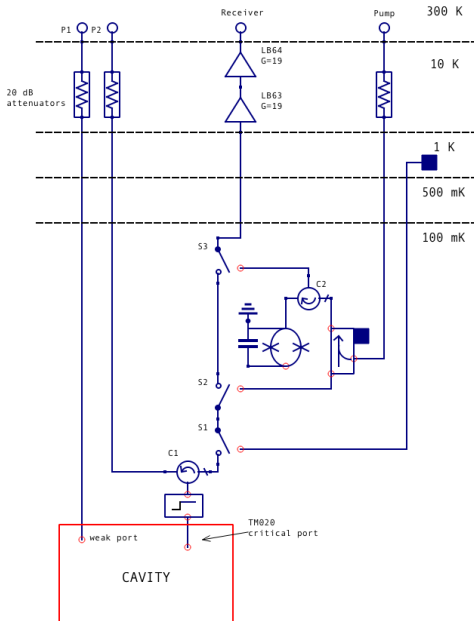 Receiver
Pump
300 K
P1 P2
LB64
G=19
10 K
20 dB
attenuators
LB63
G=19
1 K
500 mK
100 mK
S3
C2
S2
S1
C1
TM020
critical port
weak port
CAVITY